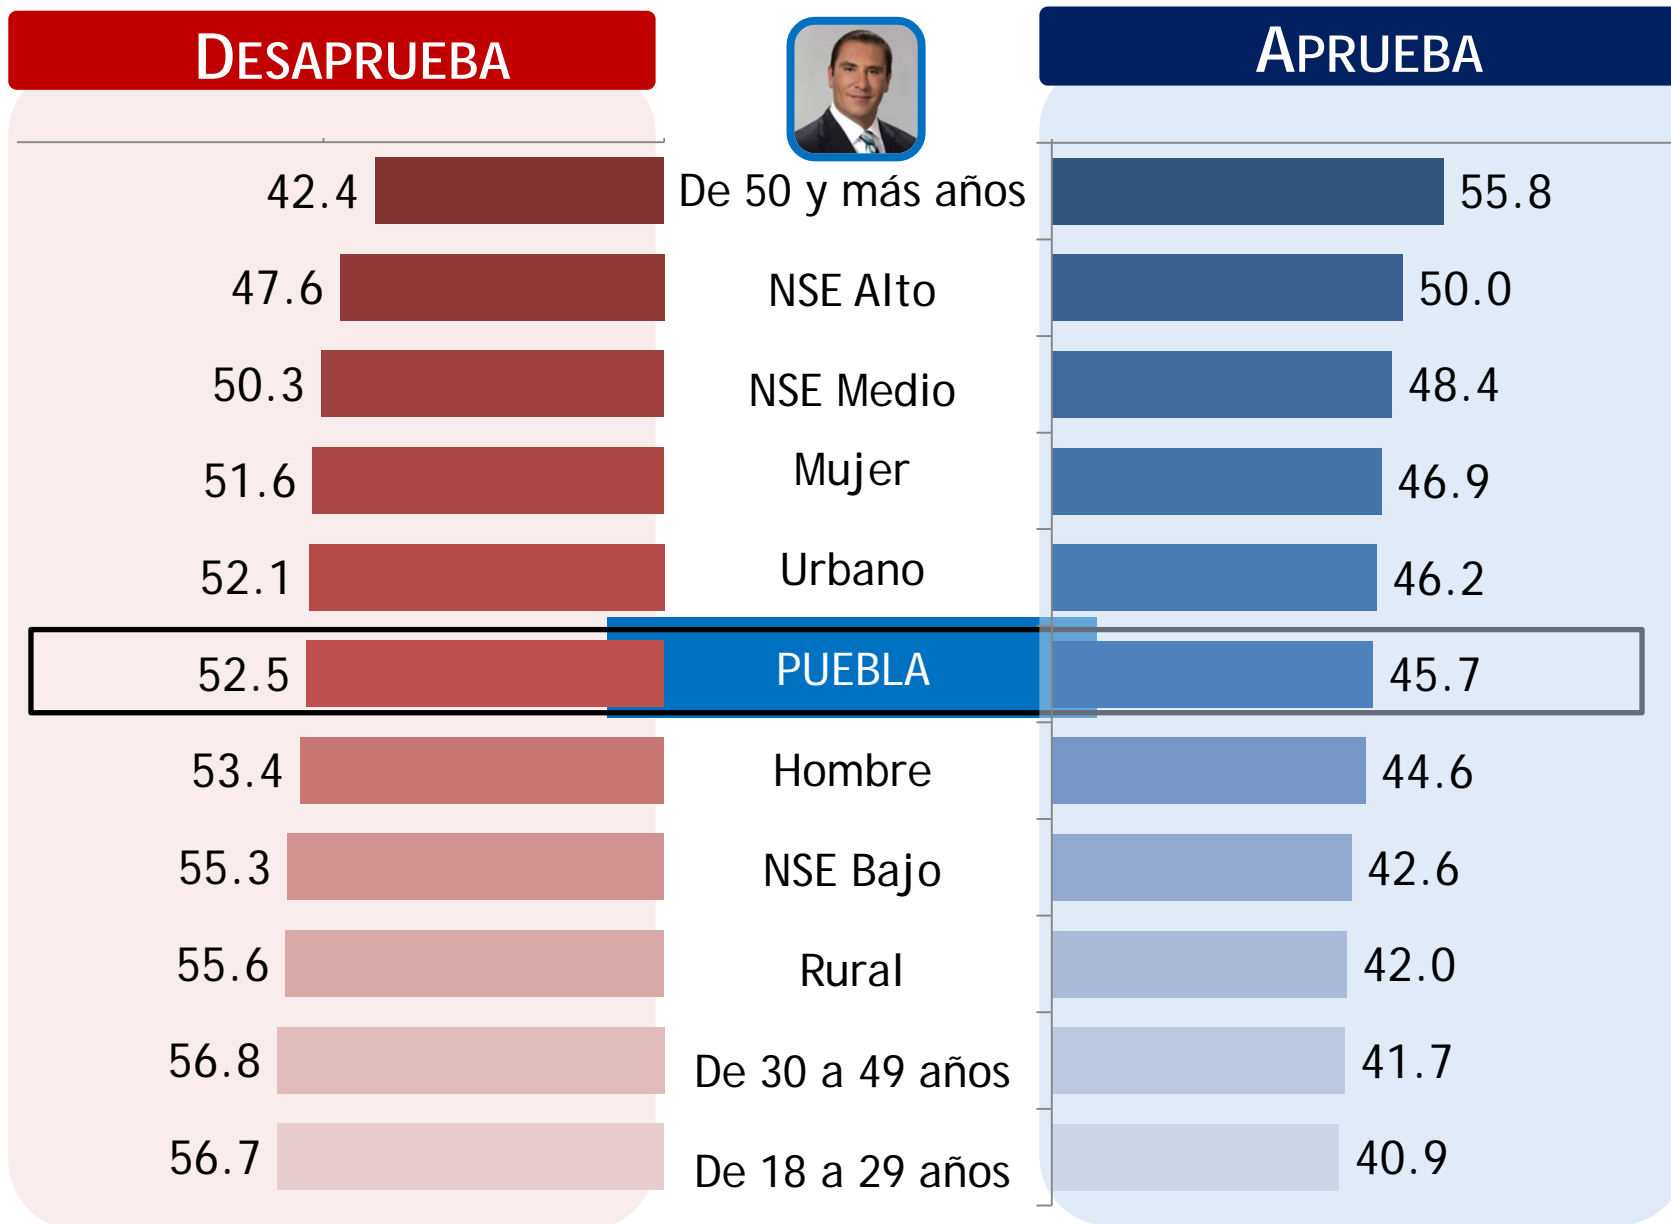 DESAPRUEBA APRUEBA
42.4 De 50 y más años 55.8
47.6 NSE Alto 50.0
50.3 NSE Medio 48.4
51.6 Mujer 46.9
52.1 Urbano 46.2
52.5 PUEBLA 45.7
53.4 Hombre 44.6
55.3 NSE Bajo 42.6
55.6 Rural 42.0
56.8 De 30 a 49 años 41.7
56.7 De 18 a 29 años 40.9